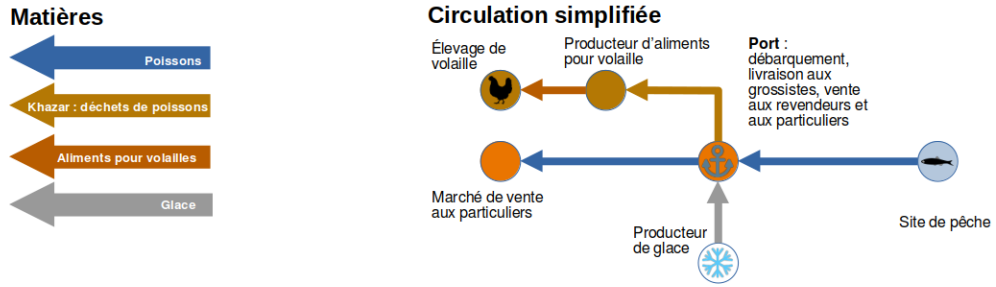 Matières
Poissons
Khazar : déchets de poissons
Aliments pour volailles
Glace
Circulation simplifiée
Élevage de
volaille
Producteur d'aliments
pour volaille
Port :
débarquement,
livraison aux
grossistes, vente
aux revendeurs et
aux particuliers
Marché de vente
aux particuliers
Producteur
de glace
Site de pêche